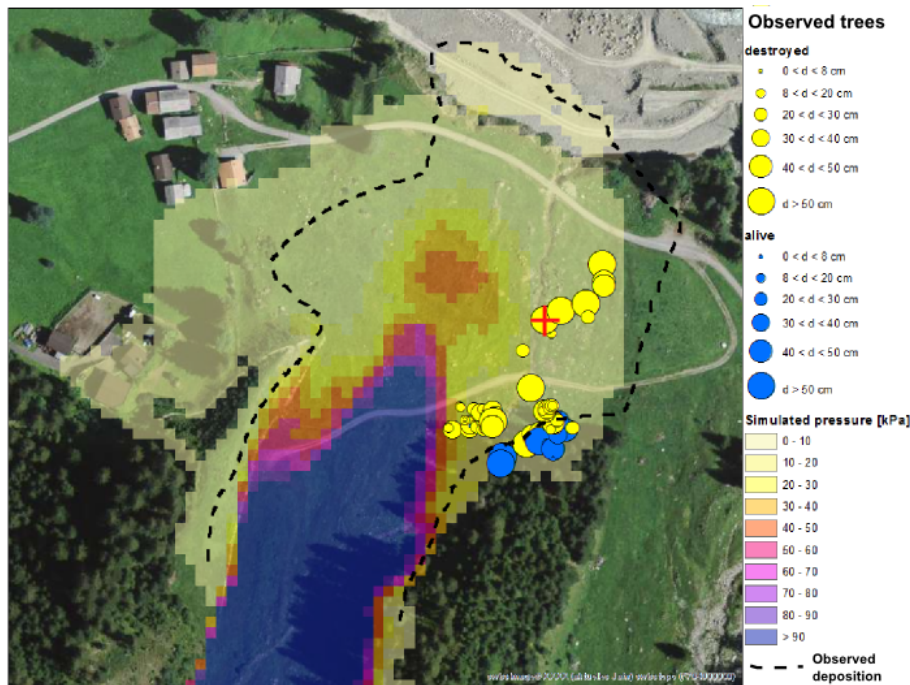 Observed trees
destroyed
0 < d < 8 cm
8 < d < 20 cm
20 < d < 30 cm
30 < d < 40 cm
40 < d < 50 cm
d > 50 cm
alive
0 < d < 8 cm
8 < d < 20 cm
20 < d < 30 cm
30 < d < 40 cm
40 < d < 50 cm
d > 50 cm
Simulated pressure [kPa]
0 - 10
10 - 20
20 - 30
30 - 40
40 - 50
50 - 60
60 - 70
70 - 80
80 - 90
> 90
Observed
deposition